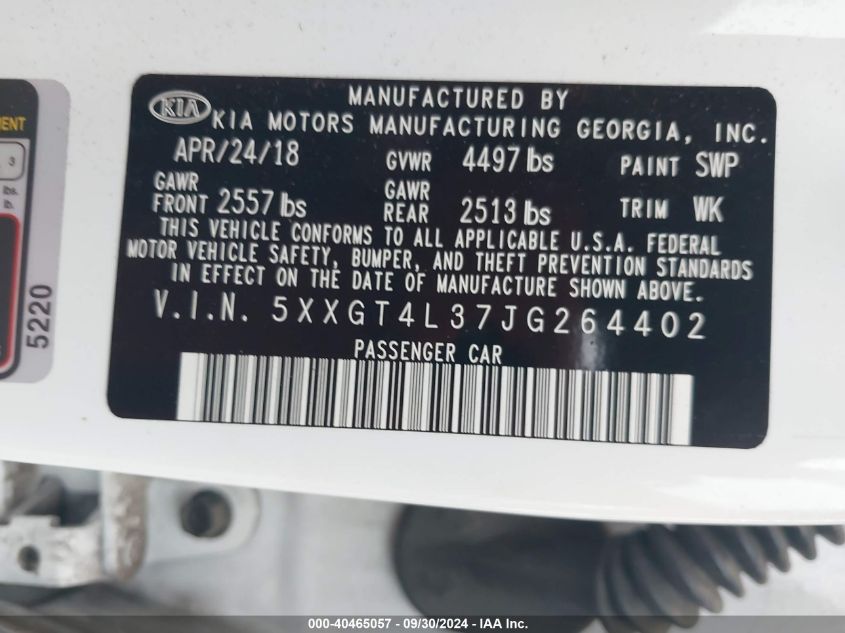 MANUFACTURED BY
KIA KIA MOTORS MANUFACTURING GEORGIA, INC.
APR/24/18 GVWR 4497 lbs PAINT SWP
GAWR FRONT 2557 lbs GAWR REAR 2513 lbs TRIM WK
THIS VEHICLE CONFORMS TO ALL APPLICABLE U.S.A. FEDERAL
MOTOR VEHICLE SAFETY, BUMPER, AND THEFT PREVENTION STANDARDS
IN EFFECT ON THE DATE OF MANUFACTURE SHOWN ABOVE.
V.I.N. 5XXGT4L37JG264402
PASSENGER CAR
3
lbs.
lb.
5220
000-40465057 - 09/30/2024 - IAA Inc.